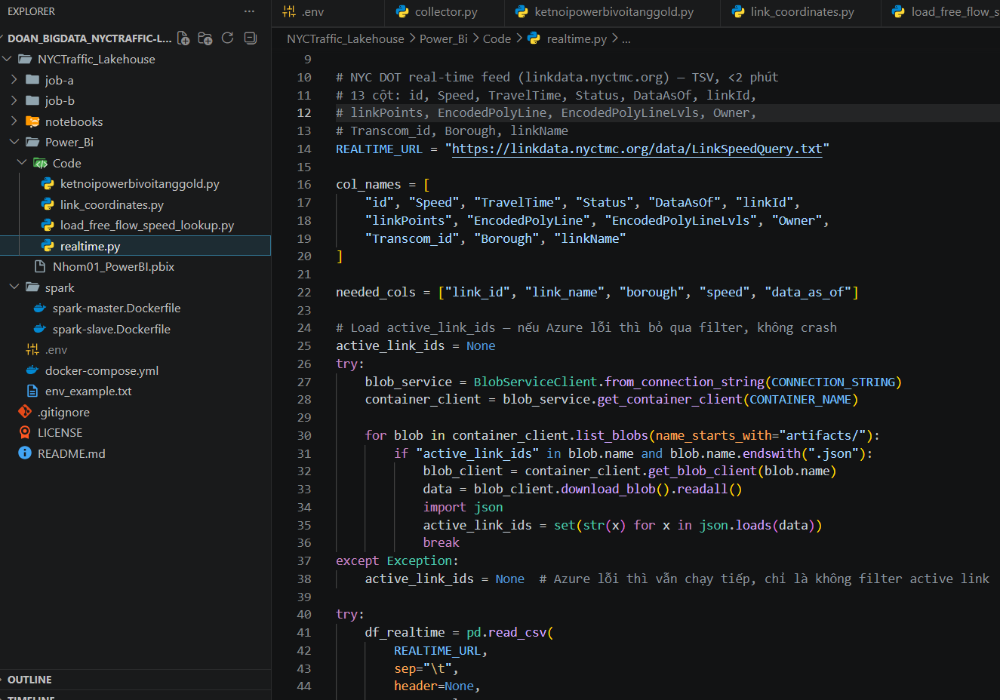 EXPLORER
DOAN_BIGDATA_NYCTRAFFIC-L...
NYCTraffic_Lakehouse
job-a
job-b
notebooks
Power_Bi
Code
ketnoipowerbivoitanggold.py
link_coordinates.py
load_free_flow_speed_lookup.py
realtime.py
Nhom01_PowerBI.pbix
spark
spark-master.Dockerfile
spark-slave.Dockerfile
.env
docker-compose.yml
env_example.txt
.gitignore
LICENSE
README.md
OUTLINE
TIMELINE
.env collector.py ketnoipowerbivoitanggold.py link_coordinates.py load_free_flow_s
NYCTraffic_Lakehouse > Power_Bi > Code > realtime.py > ...
9
10 # NYC DOT real-time feed (linkdata.nyctmc.org) — TSV, <2 phút
11 # 13 cột: id, Speed, TravelTime, Status, DataAsOf, linkId,
12 # linkPoints, EncodedPolyLine, EncodedPolyLineLvls, Owner,
13 # Transcom_id, Borough, linkName
14 REALTIME_URL = "https://linkdata.nyctmc.org/data/LinkSpeedQuery.txt"
15
16 col_names = [
17     "id", "Speed", "TravelTime", "Status", "DataAsOf", "linkId",
18     "linkPoints", "EncodedPolyLine", "EncodedPolyLineLvls", "Owner",
19     "Transcom_id", "Borough", "linkName"
20 ]
21
22 needed_cols = ["link_id", "link_name", "borough", "speed", "data_as_of"]
23
24 # Load active_link_ids — nếu Azure lỗi thì bỏ qua filter, không crash
25 active_link_ids = None
26 try:
27     blob_service = BlobServiceClient.from_connection_string(CONNECTION_STRING)
28     container_client = blob_service.get_container_client(CONTAINER_NAME)
29
30     for blob in container_client.list_blobs(name_starts_with="artifacts/"):
31         if "active_link_ids" in blob.name and blob.name.endswith(".json"):
32             blob_client = container_client.get_blob_client(blob.name)
33             data = blob_client.download_blob().readall()
34             import json
35             active_link_ids = set(str(x) for x in json.loads(data))
36             break
37 except Exception:
38     active_link_ids = None  # Azure lỗi thì vẫn chạy tiếp, chỉ là không filter active link
39
40 try:
41     df_realtime = pd.read_csv(
42         REALTIME_URL,
43         sep="\t",
44         header=None,